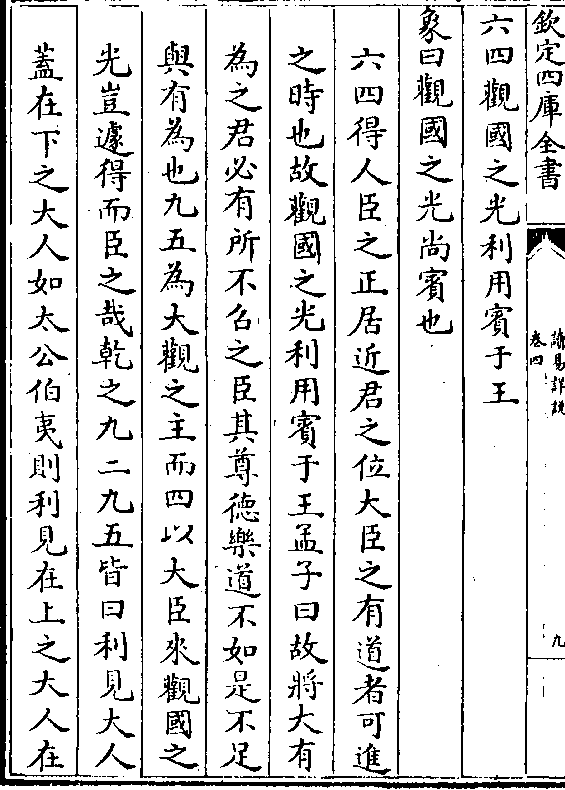 欽定四庫全書
讀易詳說
卷四
九
六四觀國之光利用賓于王
象曰觀國之光尚賓也
六四得人臣之正居近君之位大臣之有道者可進
之時也故觀國之光利用賓于王孟子曰故將大有
為之君必有所不召之臣其尊德樂道不如是不足
與有為也九五為大觀之主而四以大臣來觀國之
光豈遽得而臣之哉乾之九二九五皆曰利見大人
蓋在下之大人如太公伯夷則利見在上之大人在